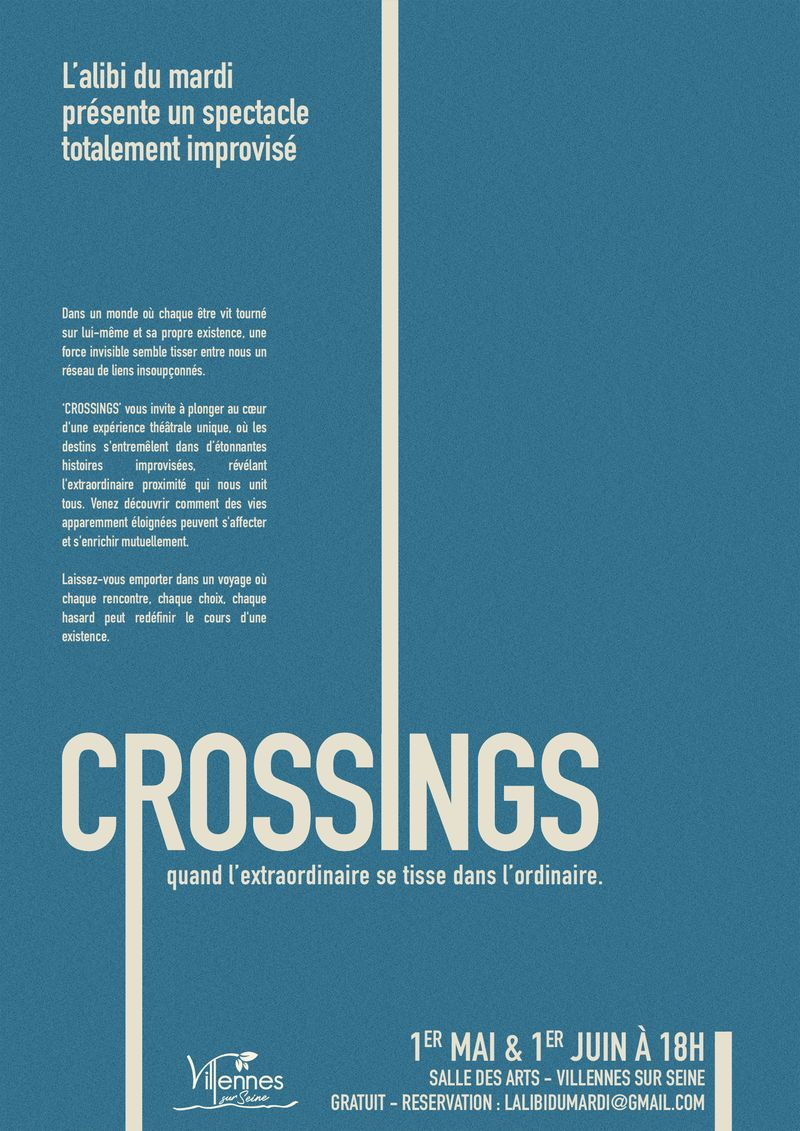 L’alibi du mardi
présente un spectacle
totalement improvisé
Dans un monde où chaque être vit tourné
sur lui-même et sa propre existence, une
force invisible semble tisser entre nous un
réseau de liens insoupçonnés.
‘CROSSINGS’ vous invite à plonger au cœur
d'une expérience théâtrale unique, où les
destins s'entremêlent dans d’étonnantes
histoires improvisées, révélant
l'extraordinaire proximité qui nous unit
tous. Venez découvrir comment des vies
apparemment éloignées peuvent s'affecter
et s'enrichir mutuellement.
Laissez-vous emporter dans un voyage où
chaque rencontre, chaque choix, chaque
hasard peut redéfinir le cours d'une
existence.
CROSSINGS
quand l’extraordinaire se tisse dans l’ordinaire.
1ER MAI & 1ER JUIN À 18H
SALLE DES ARTS - VILLENNES SUR SEINE
GRATUIT - RESERVATION : LALIBIDUMARDI@GMAIL.COM
Villennes
sur Seine